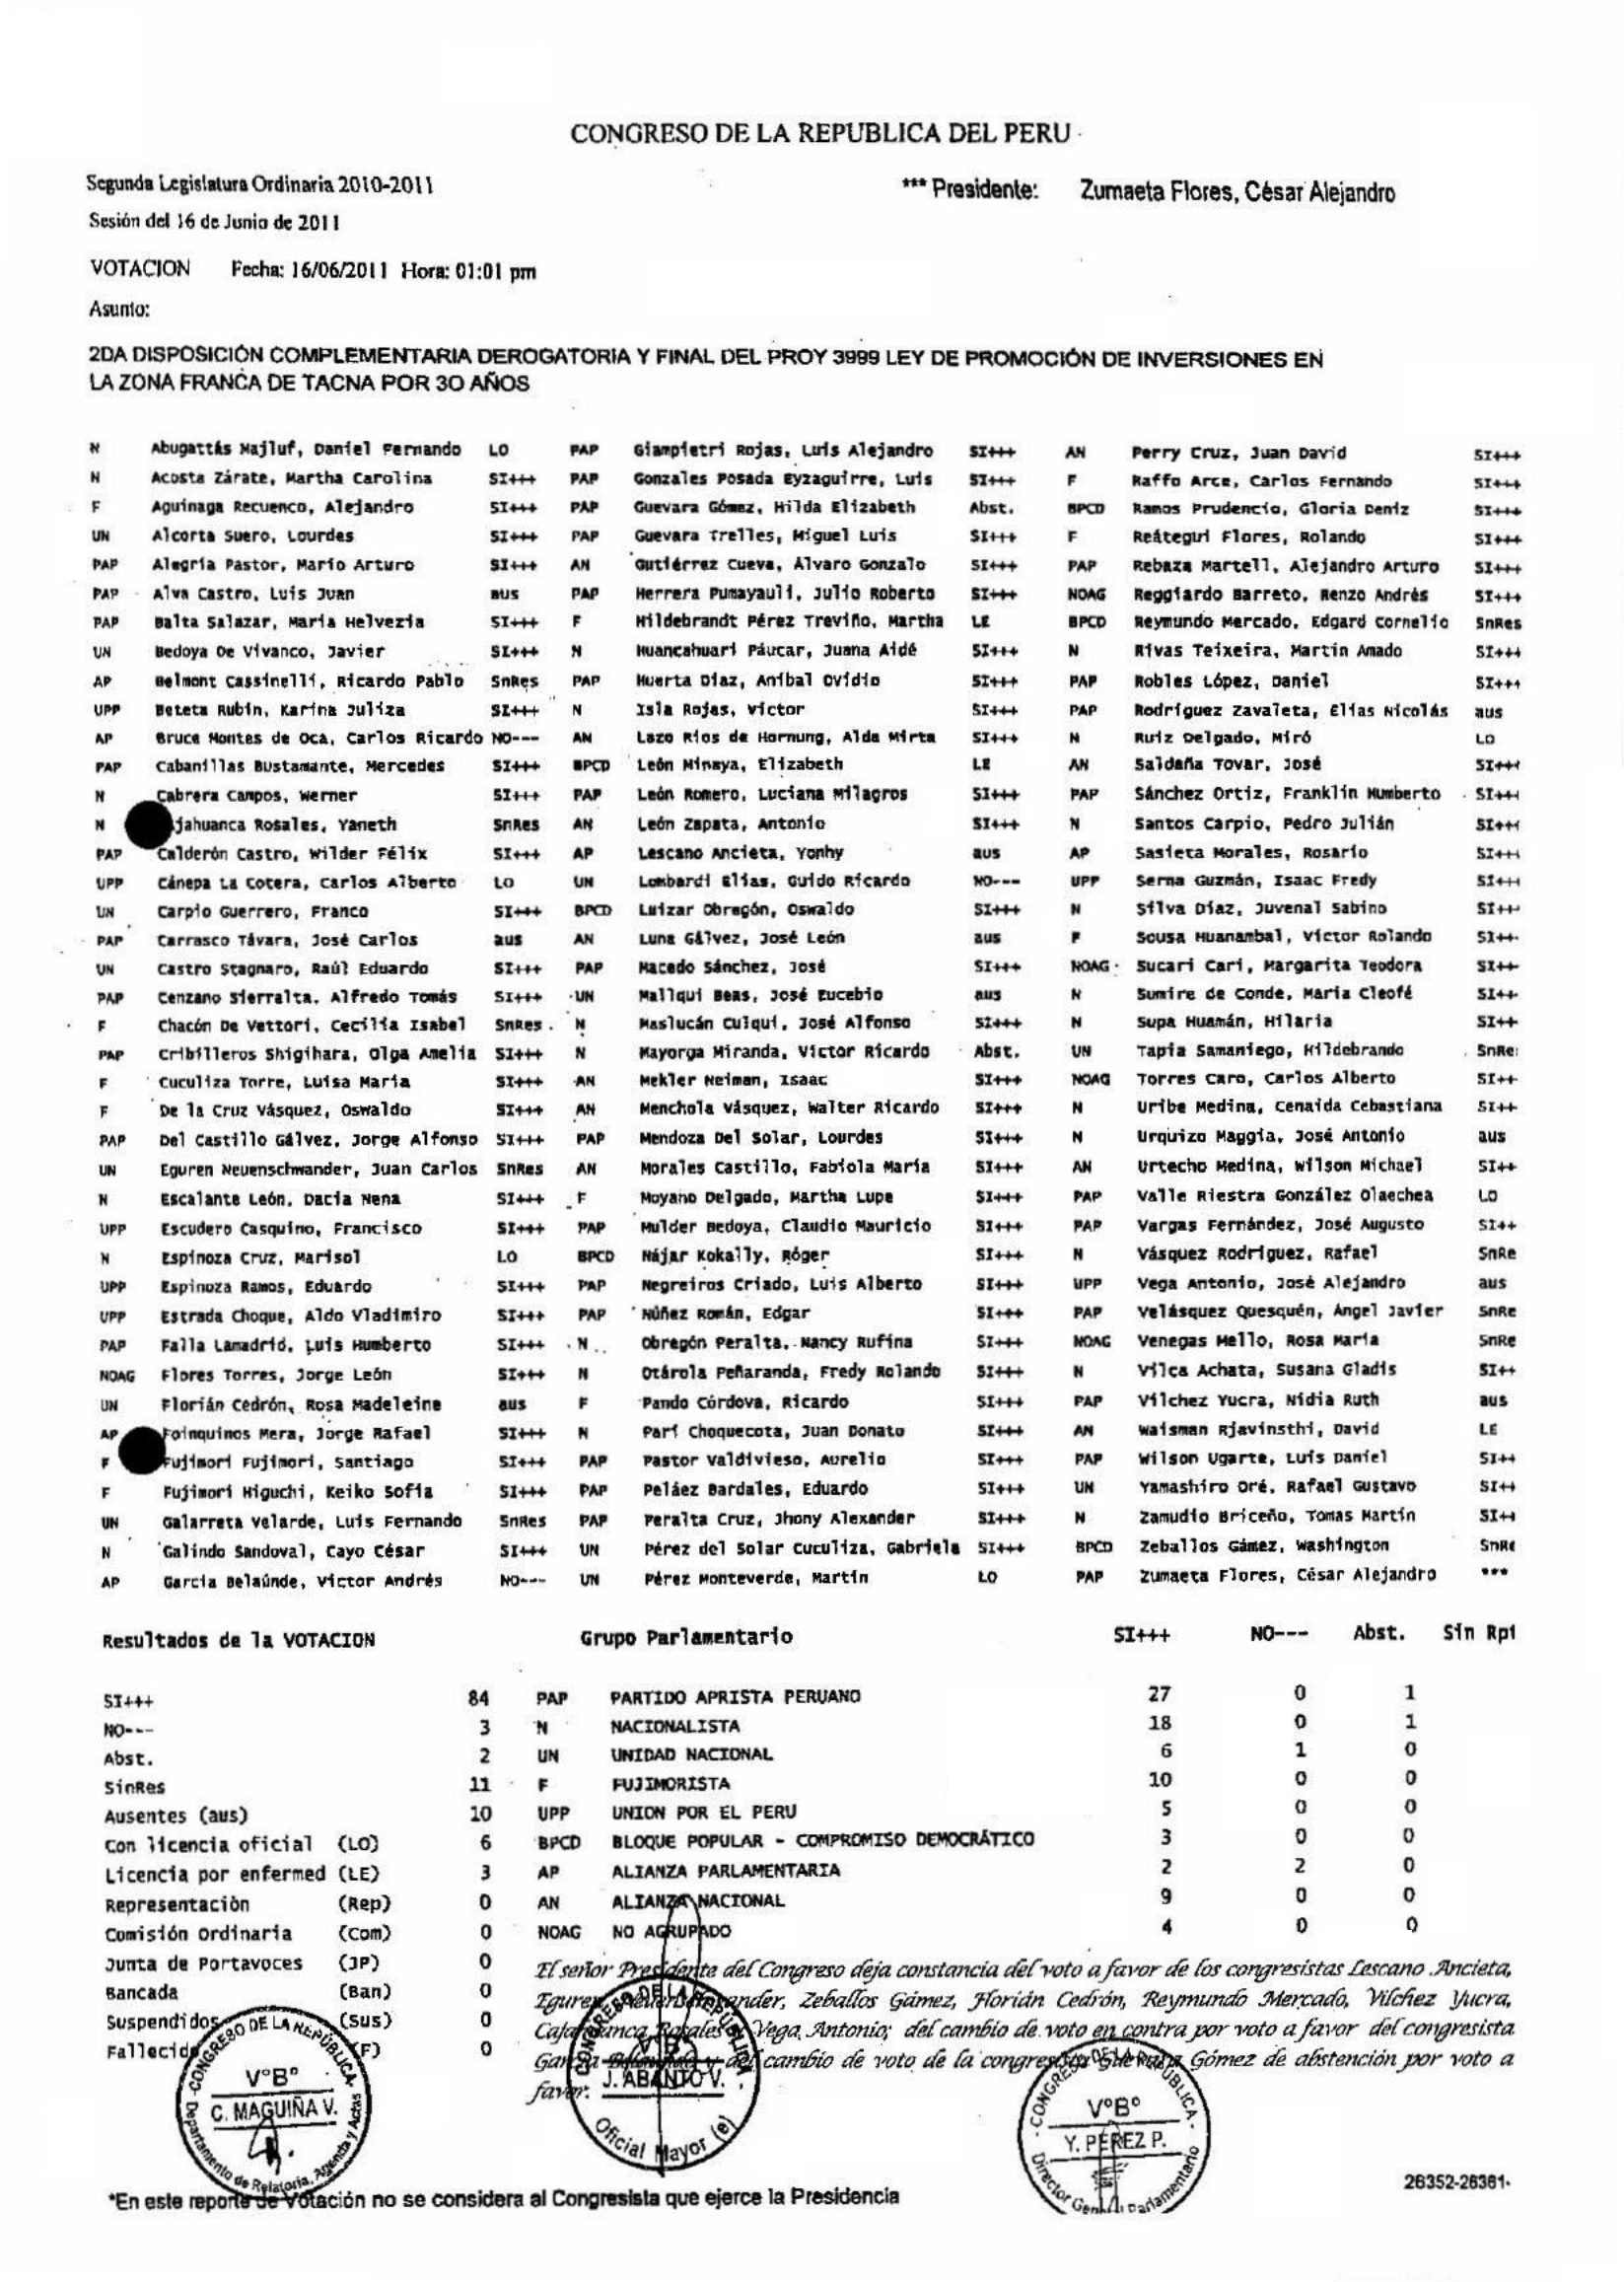 CONGRESO DE LA REPUBLICA DEL PERU
Segunda Legislatura Ordinaria 2010-2011
*** Presidente: Zumaeta Flores, César Alejandro
Sesión del 16 de Junio de 2011
VOTACION Fecha: 16/06/2011 Hora: 01:01 pm
Asunto:
2DA DISPOSICIÓN COMPLEMENTARIA DEROGATORIA Y FINAL DEL PROY 3999 LEY DE PROMOCIÓN DE INVERSIONES EN
LA ZONA FRANCA DE TACNA POR 30 AÑOS
N Abugattás Majluf, Daniel Fernando LO PAP Giampietri Rojas, Luis Alejandro SI+++ AN Perry Cruz, Juan David SI+++
N Acosta Zárate, Martha Carolina SI+++ PAP Gonzales Posada Eyzaguirre, Luis SI+++ F Raffo Arce, Carlos Fernando SI+++
F Aguinaga Recuenco, Alejandro SI+++ PAP Guevara Gómez, Hilda Elizabeth Abst. BPCD Ramos Prudencio, Gloria Deniz SI+++
UN Alcorta Suero, Lourdes SI+++ PAP Guevara Trelles, Miguel Luis SI+++ F Reátegui Flores, Rolando SI+++
PAP Alegría Pastor, Mario Arturo SI+++ AN Gutiérrez Cueva, Álvaro Gonzalo SI+++ PAP Rebaza Martell, Alejandro Arturo SI+++
PAP Alva Castro, Luis Juan aus PAP Herrera Pumayauli, Julio Roberto SI+++ NOAG Reggiardo Barreto, Renzo Andrés SI+++
PAP Balta Salazar, María Helvezia SI+++ F Hildebrandt Pérez Treviño, Martha LE BPCD Reymundo Mercado, Edgard Cornelio SnRes
UN Bedoya De Vivanco, Javier SI+++ N Huancahuari Páucar, Juana Aidé SI+++ N Rivas Teixeira, Martin Amado SI+++
AP Belmont Cassinelli, Ricardo Pablo SnRes PAP Huerta Díaz, Aníbal Ovidio SI+++ PAP Robles López, Daniel SI+++
UPP Beteta Rubín, Karina Juliza SI+++ N Isla Rojas, Víctor SI+++ PAP Rodríguez Zavaleta, Elías Nicolás aus
AP Bruce Montes de Oca, Carlos Ricardo NO--- AN Lazo Ríos de Hornung, Alda Mirta SI+++ N Ruiz Delgado, Miró LO
PAP Cabanillas Bustamante, Mercedes SI+++ BPCD León Minaya, Elizabeth LE AN Saldaña Tovar, José SI+++
N Cabrera Campos, Werner SI+++ PAP León Romero, Luciana Milagros SI+++ PAP Sánchez Ortiz, Franklin Humberto SI+++
N jahuanca Rosales, Yaneth SnRes AN León Zapata, Antonio SI+++ N Santos Carpio, Pedro Julián SI+++
PAP Calderón Castro, Wilder Félix SI+++ AP Lescano Ancieta, Yonhy aus AP Sasieta Morales, Rosario SI+++
UPP Cánepa La Cotera, Carlos Alberto LO UN Lombardi Elías, Guido Ricardo NO--- UPP Serna Guzmán, Isaac Fredy SI+++
UN Carpio Guerrero, Franco SI+++ BPCD Luizar Obregón, Oswaldo SI+++ N Silva Díaz, Juvenal Sabino SI+++
PAP Carrasco Távara, José Carlos aus AN Luna Gálvez, José León aus F Sousa Huanambal, Víctor Rolando SI++
UN Castro Stagnaro, Raúl Eduardo SI+++ PAP Macedo Sánchez, José SI+++ NOAG Sucari Cari, Margarita Teodora SI++
PAP Cenzano Sierralta, Alfredo Tomás SI+++ UN Mallqui Beas, José Eucebio aus N Sumire de Conde, María Cleofé SI++
F Chacón De Vettori, Cecilia Isabel SnRes N Maslucán Culqui, José Alfonso SI+++ N Supa Huamán, Hilaria SI++
PAP Cribilleros Shigihara, Olga Amelia SI+++ N Mayorga Miranda, Víctor Ricardo Abst. UN Tapia Samaniego, Hildebrando SnRe
F Cuculiza Torre, Luisa María SI+++ AN Mekler Neiman, Isaac SI+++ NOAG Torres Caro, Carlos Alberto SI++
F De la Cruz Vásquez, Oswaldo SI+++ AN Menchola Vásquez, Walter Ricardo SI+++ N Uribe Medina, Cenaida Cebastiana SI++
PAP Del Castillo Gálvez, Jorge Alfonso SI+++ PAP Mendoza Del Solar, Lourdes SI+++ N Urquizo Maggia, José Antonio aus
UN Eguren Neuenschwander, Juan Carlos SnRes AN Morales Castillo, Fabiola María SI+++ AN Urtecho Medina, Wilson Michael SI++
N Escalante León, Dacia Nena SI+++ F Moyano Delgado, Martha Lupe SI+++ PAP Valle Riestra González Olaechea LO
UPP Escudero Casquino, Francisco SI+++ PAP Mulder Bedoya, Claudio Mauricio SI+++ PAP Vargas Fernández, José Augusto SI++
N Espinoza Cruz, Marisol LO BPCD Nájar Kokally, Róger SI+++ N Vásquez Rodríguez, Rafael SnRe
UPP Espinoza Ramos, Eduardo SI+++ PAP Negreiros Criado, Luis Alberto SI+++ UPP Vega Antonio, José Alejandro aus
UPP Estrada Choque, Aldo Vladimiro SI+++ PAP Núñez Román, Edgar SI+++ PAP Velásquez Quesquén, Ángel Javier SnRe
PAP Falla Lamadrid, Luis Humberto SI+++ N Obregón Peralta, Nancy Rufina SI+++ NOAG Venegas Mello, Rosa María SnRe
NOAG Flores Torres, Jorge León SI+++ N Otárola Peñaranda, Fredy Rolando SI+++ N Vilca Achata, Susana Gladis SI++
UN Florián Cedrón, Rosa Madeleine aus F Pando Córdova, Ricardo SI+++ PAP Vilchez Yucra, Nidia Ruth aus
AP Foinquinos Mera, Jorge Rafael SI+++ N Pari Choquecota, Juan Donato SI+++ AN Waisman Rjavinsthi, David LE
F Fujimori Fujimori, Santiago SI+++ PAP Pastor Valdivieso, Aurelio SI+++ PAP Wilson Ugarte, Luis Daniel SI++
F Fujimori Higuchi, Keiko Sofía SI+++ PAP Peláez Bardales, Eduardo SI+++ UN Yamashiro Oré, Rafael Gustavo SI++
UN Galarreta Velarde, Luis Fernando SnRes PAP Peralta Cruz, Jhony Alexander SI+++ N Zamudio Briceño, Tomas Martín SI++
N Galindo Sandoval, Cayo César SI+++ UN Pérez del Solar Cuculiza, Gabriela SI+++ BPCD Zeballos Gámez, Washington SnRe
AP García Belaúnde, Víctor Andrés NO--- UN Pérez Monteverde, Martín LO PAP Zumaeta Flores, César Alejandro ***
Resultados de la VOTACION Grupo Parlamentario SI+++ NO--- Abst. Sin Rpt
SI+++ 84 PAP PARTIDO APRISTA PERUANO 27 0 1
NO--- 3 N NACIONALISTA 18 0 1
Abst. 2 UN UNIDAD NACIONAL 6 1 0
SinRes 11 F FUJIMORISTA 10 0 0
Ausentes (aus) 10 UPP UNION POR EL PERU 5 0 0
Con licencia oficial (LO) 6 BPCD BLOQUE POPULAR - COMPROMISO DEMOCRÁTICO 3 0 0
Licencia por enfermed (LE) 3 AP ALIANZA PARLAMENTARIA 2 2 0
Representación (Rep) 0 AN ALIANZA NACIONAL 9 0 0
Comisión Ordinaria (Com) 0 NOAG NO AGRUPADO 4 0 0
Junta de Portavoces (JP) 0
Bancada (Ban) 0
Suspendidos (Sus) 0
Fallecid (F) 0
El señor Presidente del Congreso deja constancia del voto a favor de los congresistas Lescano Ancieta,
Eguren Neuenschwander, Zeballos Gámez, Florián Cedrón, Reymundo Mercado, Vilchez Yucra,
Cajahuanca Rosales y Vega Antonio; del cambio de voto en contra por voto a favor del congresista
García Belaúnde y del cambio de voto de la congresista Guevara Gómez de abstención por voto a
favor.
CONGRESO DE LA REPÚBLICA
V°B°
C. MAGUIÑA V.
Departamento de Relatoría, Agenda y Actas
CONGRESO DE LA REPUBLICA
V°B°
J. ABANTO V.
Oficial Mayor (e)
CONGRESO DE LA REPUBLICA
V°B°
Y. PEREZ P.
Director General Parlamentario
*En este reporte de Votación no se considera al Congresista que ejerce la Presidencia
26352-26361